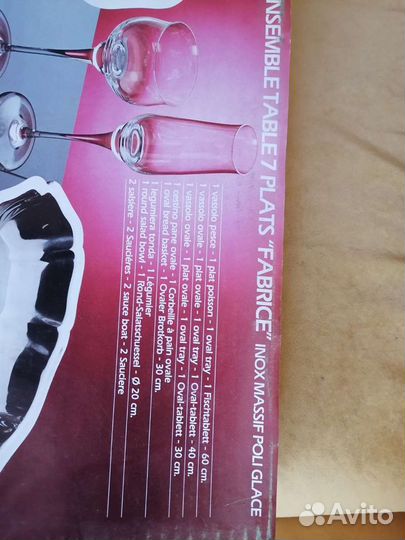 ENSEMBLE TABLE 7 PLATS "FABRICE" INOX MASSIF POLI GLACE
1 vassoio pesce - 1 plat poisson - 1 oval tray - 1 Fischtablett - 60 cm.
1 vassoio ovale - 1 plat ovale - 1 oval tray - 1 Oval-tablett - 40 cm.
1 vassoio ovale - 1 plat ovale - 1 oval tray - 1 Oval-tablett - 30 cm.
1 cestino pane ovale - 1 Corbeille à pain ovale
1 oval bread basket - 1 Ovaler Brotkorb - 30 cm.
1 legumiera tonda - 1 Légumier
1 round salad bowl - 1 Rond-Salatschuessel - Ø 20 cm.
2 salsiere - 2 Saucières - 2 sauce boat - 2 Sauciere
Avito